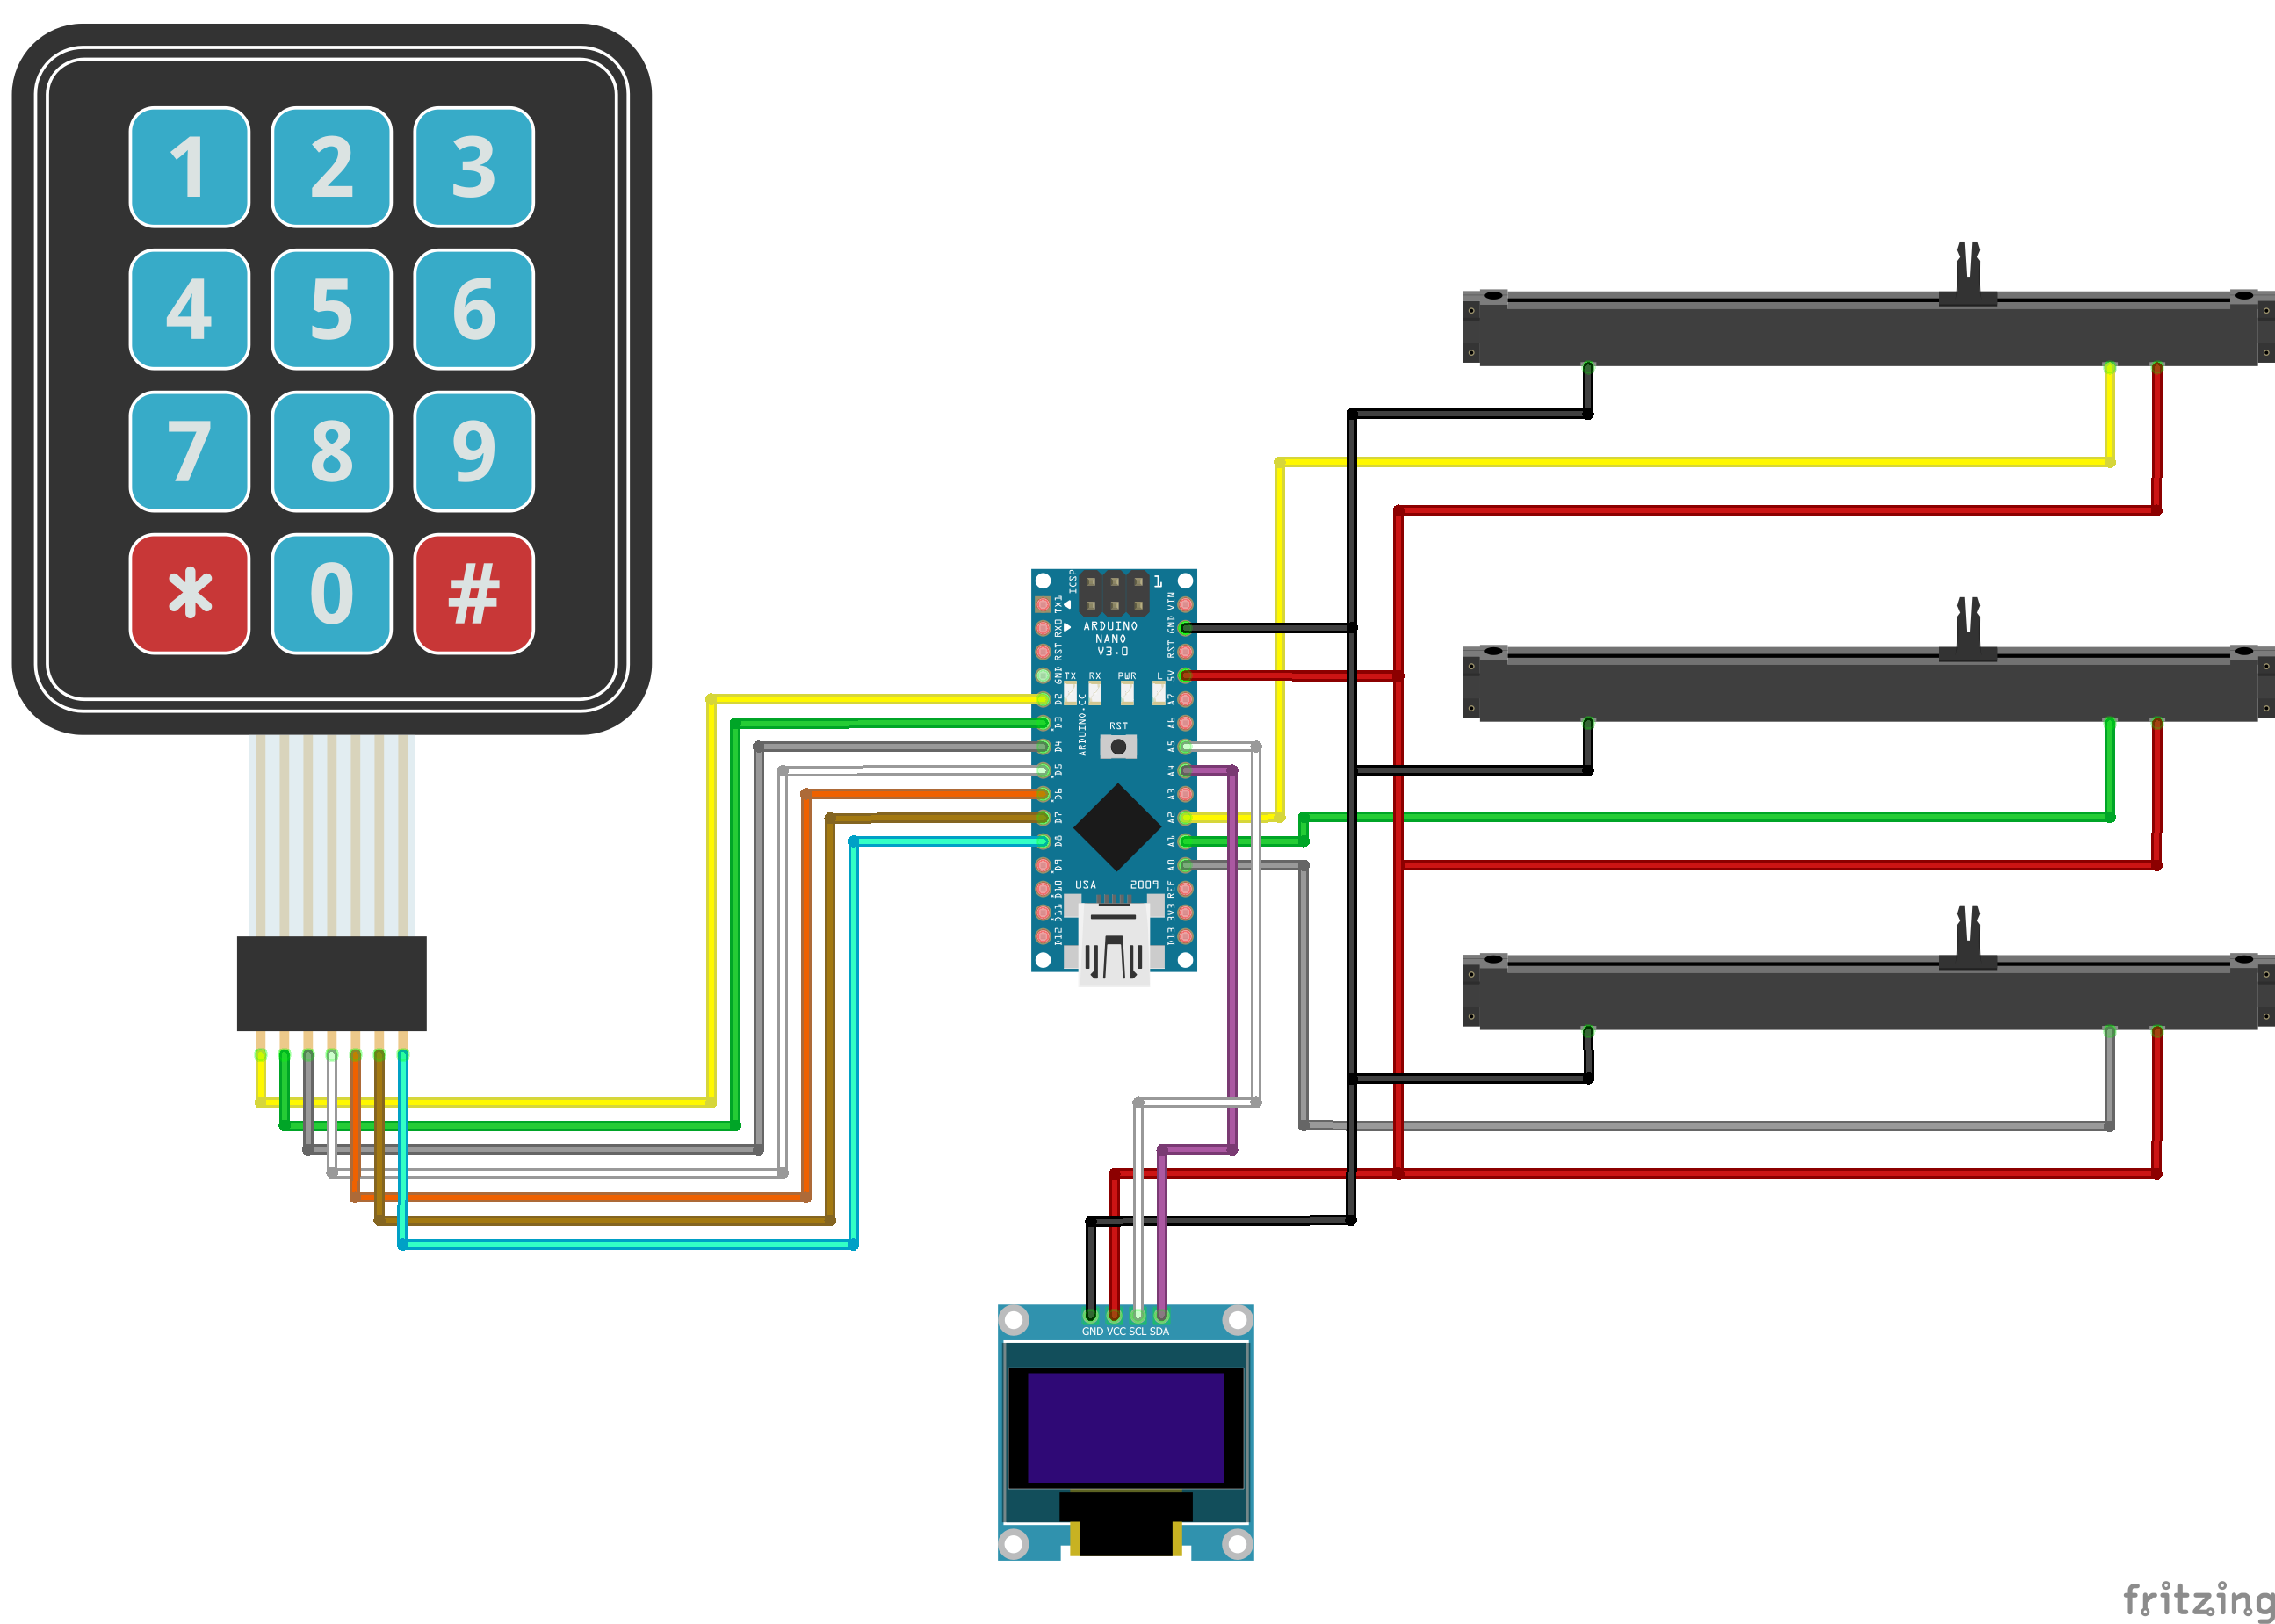 1 2 3
4 5 6
7 8 9
* 0 #
ICSP
1
TX1
RX0
RST
GND
D2
D3
D4
D5
D6
D7
D8
D9
D10
D11
D12
ARDUINO
NANO
V3.0
TX RX PWR L
ARDUINO.CC
RST
USA 2009
VIN
GND
RST
5V
A7
A6
A5
A4
A3
A2
A1
A0
REF
3V3
D13
GND VCC SCL SDA
fritzing